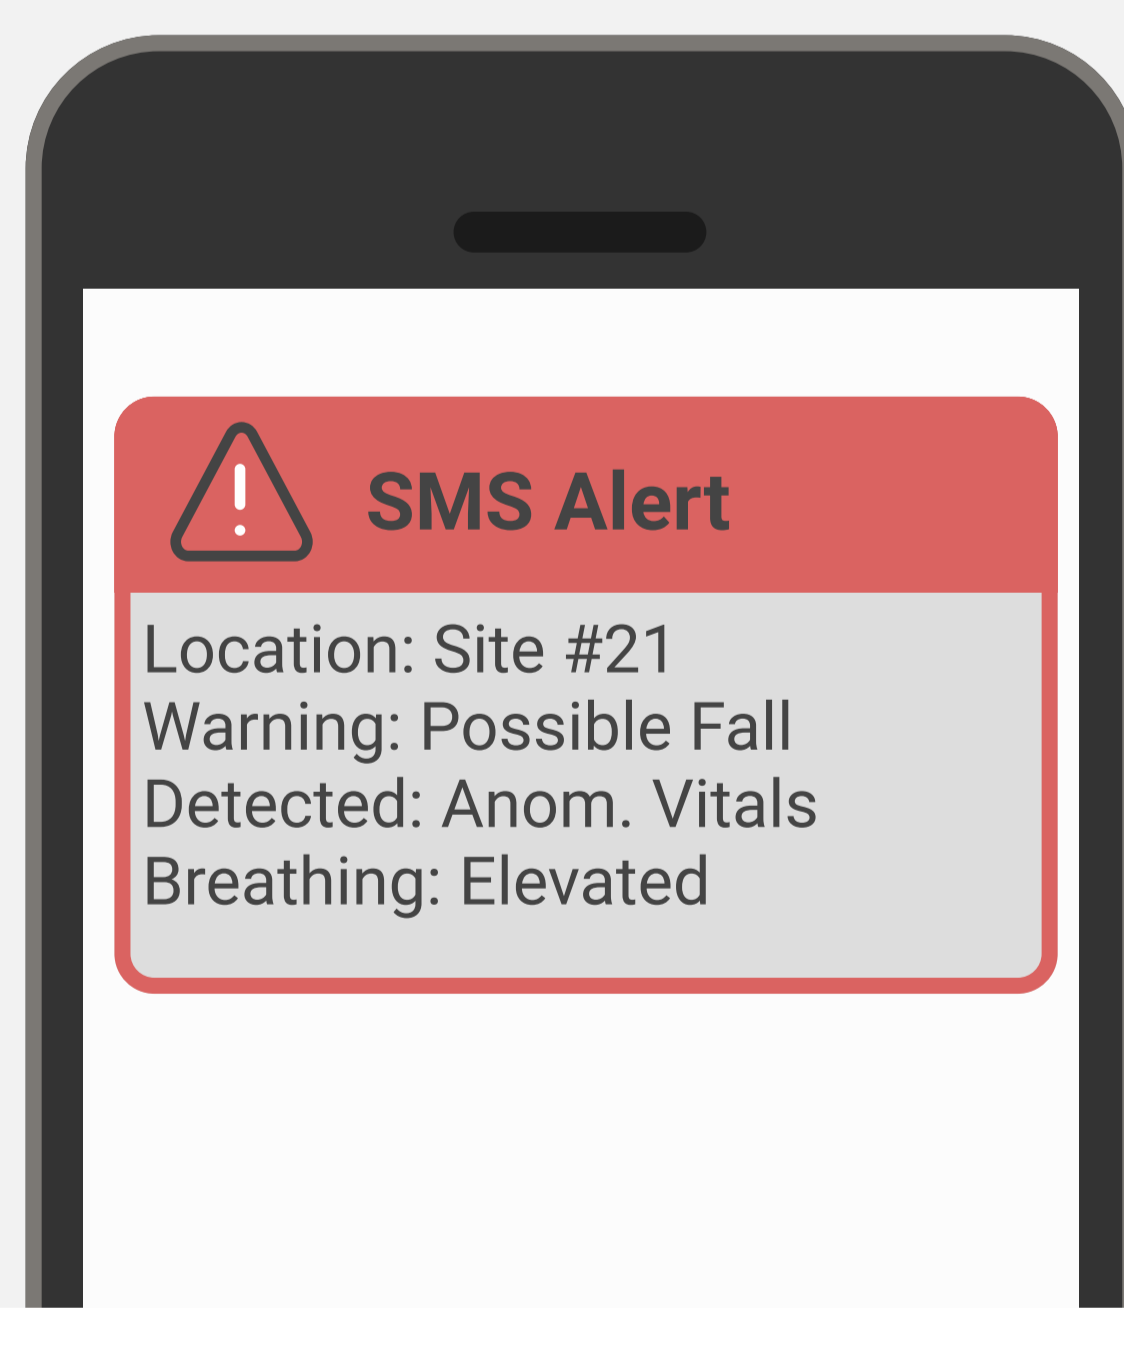 SMS Alert
Location: Site #21
Warning: Possible Fall
Detected: Anom. Vitals
Breathing: Elevated